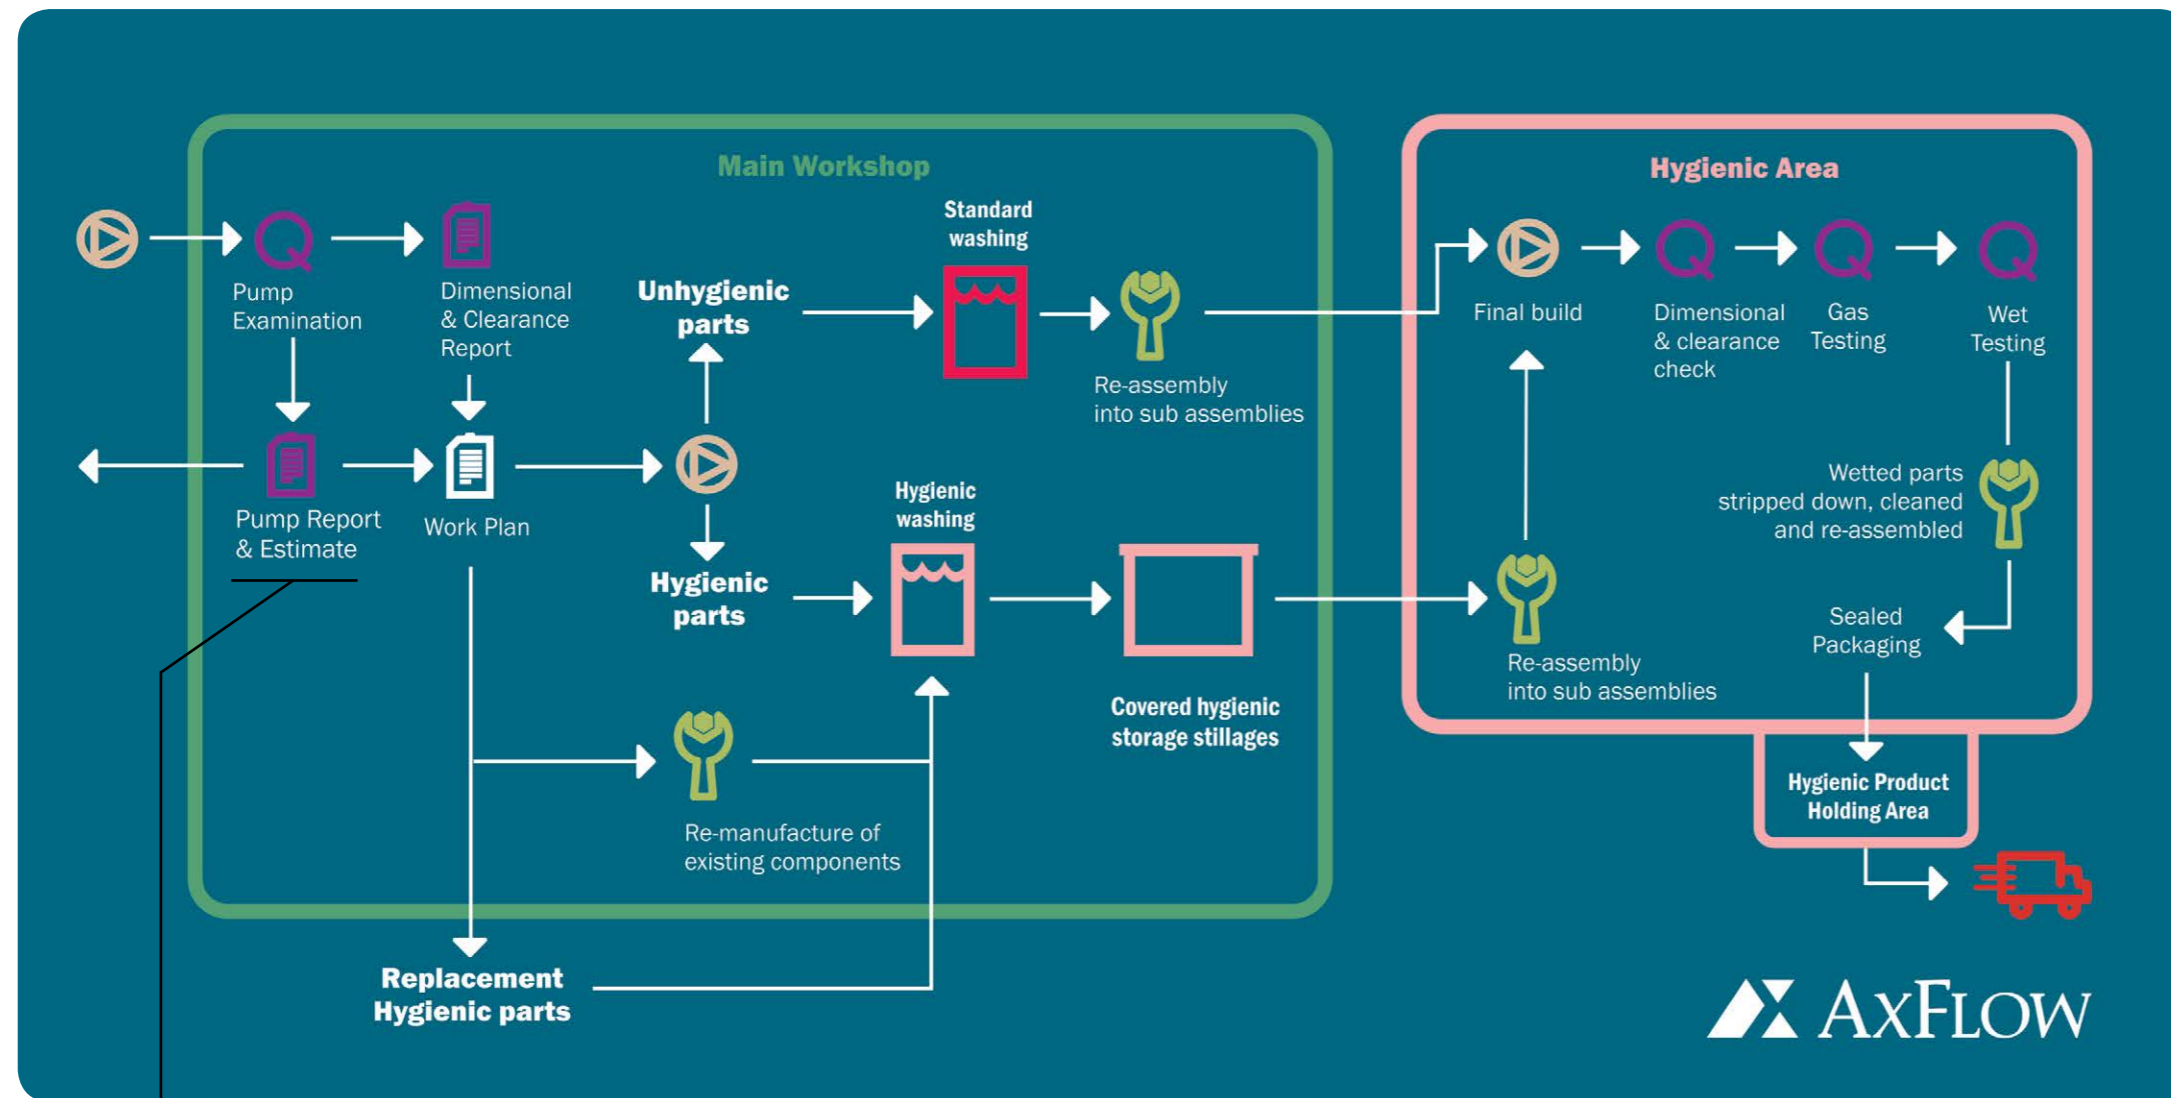 Main Workshop
Hygienic Area
Pump
Examination
Dimensional
& Clearance
Report
Pump Report
& Estimate
Work Plan
Unhygienic
parts
Hygienic
parts
Standard
washing
Re-assembly
into sub assemblies
Hygienic
washing
Covered hygienic
storage stillages
Re-manufacture of
existing components
Replacement
Hygienic parts
Final build
Dimensional
& clearance
check
Gas
Testing
Wet
Testing
Re-assembly
into sub assemblies
Wetted parts
stripped down, cleaned
and re-assembled
Sealed
Packaging
Hygienic Product
Holding Area
AxFlow